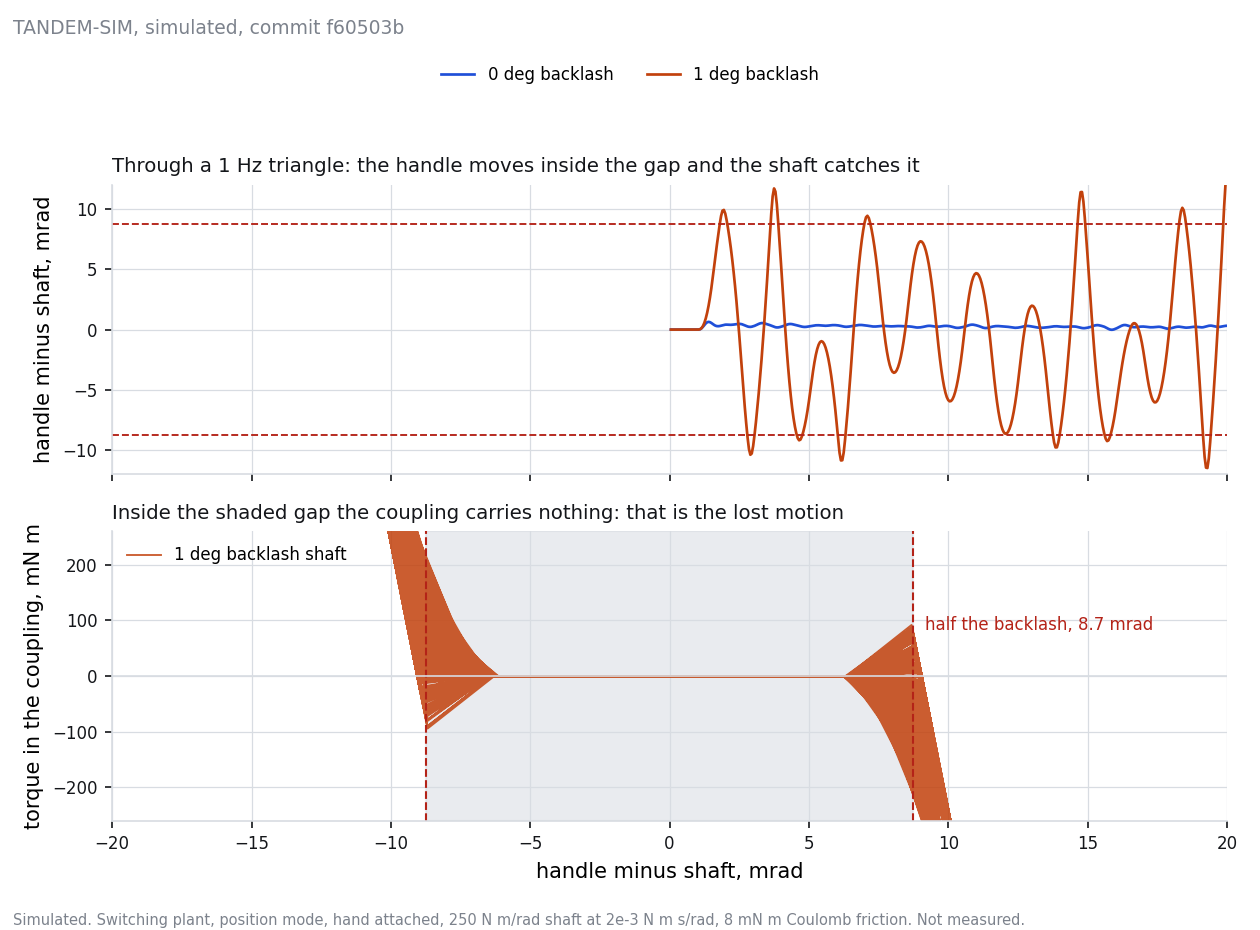 TANDEM-SIM, simulated, commit f60503b
0 deg backlash
1 deg backlash
Through a 1 Hz triangle: the handle moves inside the gap and the shaft catches it
handle minus shaft, mrad
10
5
0
−5
−10
Inside the shaded gap the coupling carries nothing: that is the lost motion
torque in the coupling, mN m
1 deg backlash shaft
half the backlash, 8.7 mrad
200
100
0
−100
−200
−20 −15 −10 −5 0 5 10 15 20
handle minus shaft, mrad
Simulated. Switching plant, position mode, hand attached, 250 N m/rad shaft at 2e-3 N m s/rad, 8 mN m Coulomb friction. Not measured.